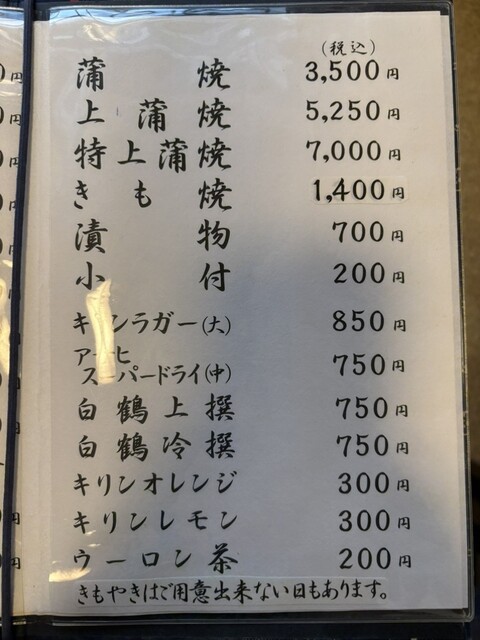 (税込)
蒲焼 3,500円
上蒲焼 5,250円
特上蒲焼 7,000円
きも焼 1,400円
漬物 700円
小付 200円
キリンラガー(大) 850円
アサヒ
スーパードライ(中) 750円
白鶴上撰 750円
白鶴冷撰 750円
キリンオレンジ 300円
キリンレモン 300円
ウーロン茶 200円
きもやきはご用意出来ない日もあります。